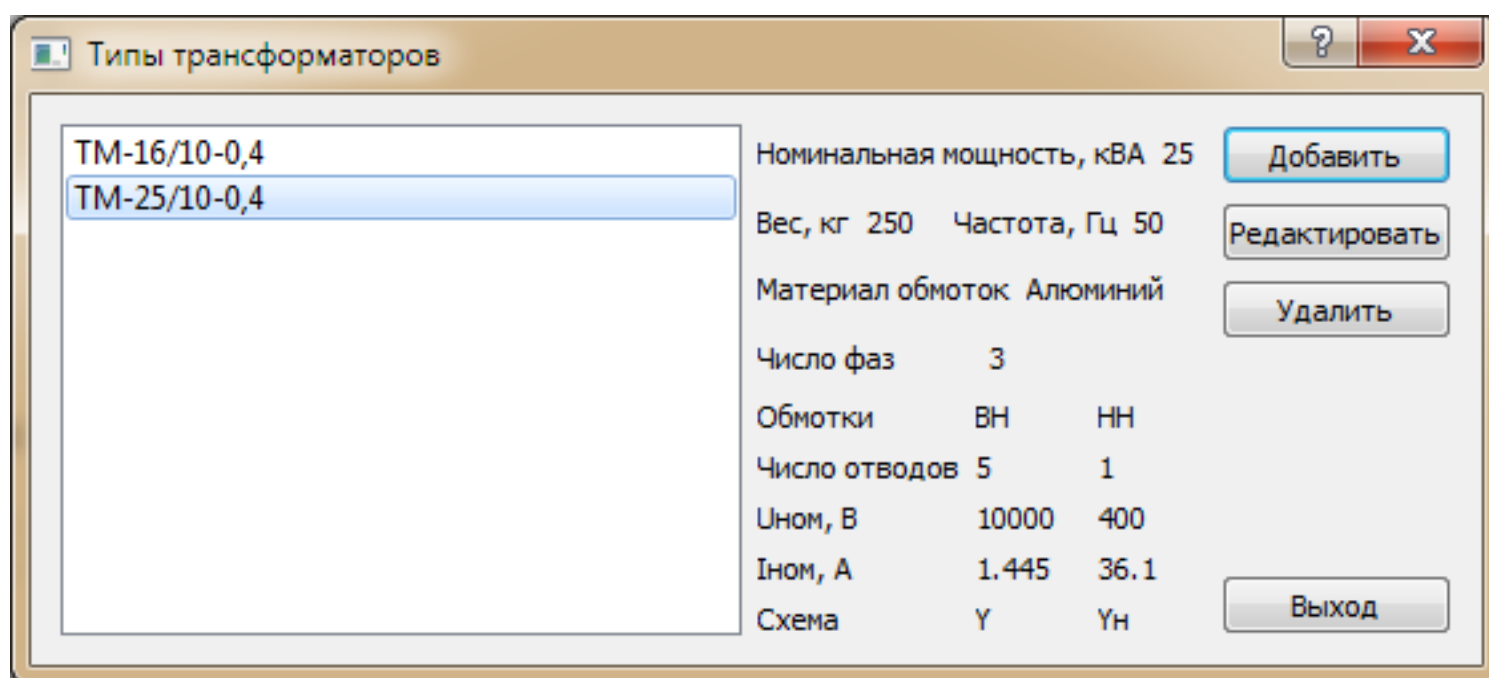 Типы трансформаторов
ТМ-16/10-0,4
ТМ-25/10-0,4
Номинальная мощность, кВА 25
Вес, кг 250 Частота, Гц 50
Материал обмоток Алюминий
Число фаз 3
Обмотки ВН НН
Число отводов 5 1
Uном, В 10000 400
Iном, А 1.445 36.1
Схема Y Yн
Добавить
Редактировать
Удалить
Выход